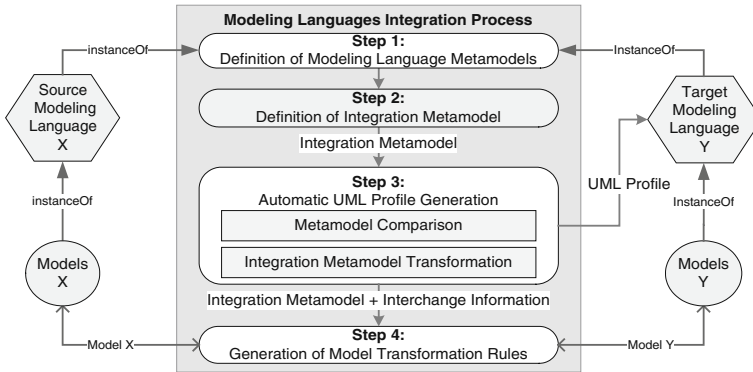 Modeling Languages Integration Process
instanceOf
Step 1:
Definition of Modeling Language Metamodels
InstanceOf
Source
Modeling
Language
X
Step 2:
Definition of Integration Metamodel
Target
Modeling
Language
Y
Integration Metamodel
Step 3:
Automatic UML Profile Generation
UML Profile
instanceOf
Metamodel Comparison
InstanceOf
Integration Metamodel Transformation
Models
X
Models
Y
Integration Metamodel + Interchange Information
Model X
Step 4:
Generation of Model Transformation Rules
Model Y